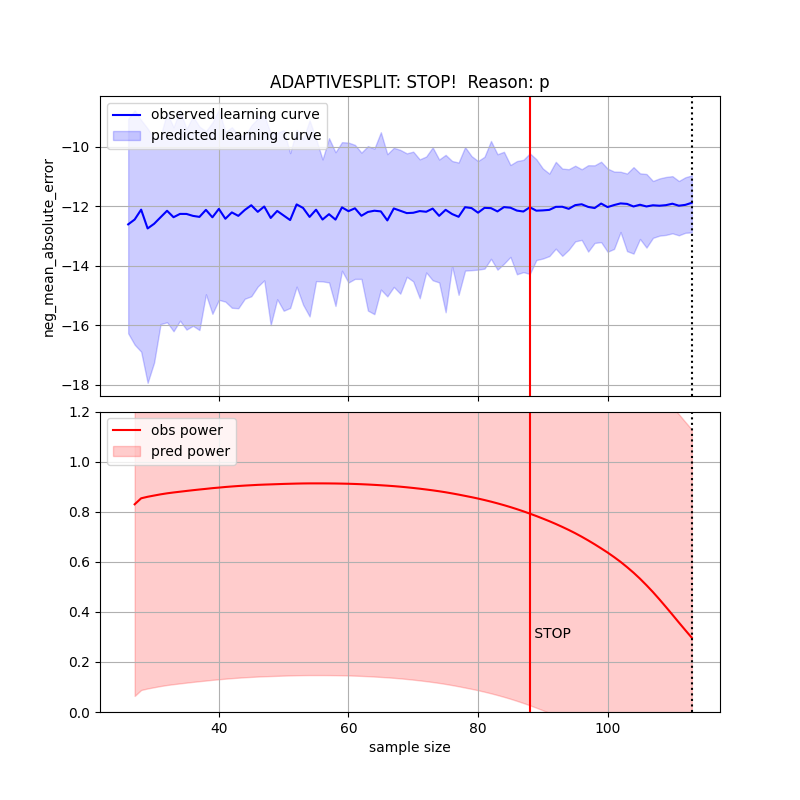 ADAPTIVESPLIT: STOP!  Reason: p
observed learning curve
predicted learning curve
neg_mean_absolute_error
−10
−12
−14
−16
−18
obs power
pred power
1.2
1.0
0.8
0.6
0.4
0.2
0.0
STOP
40
60
80
100
sample size